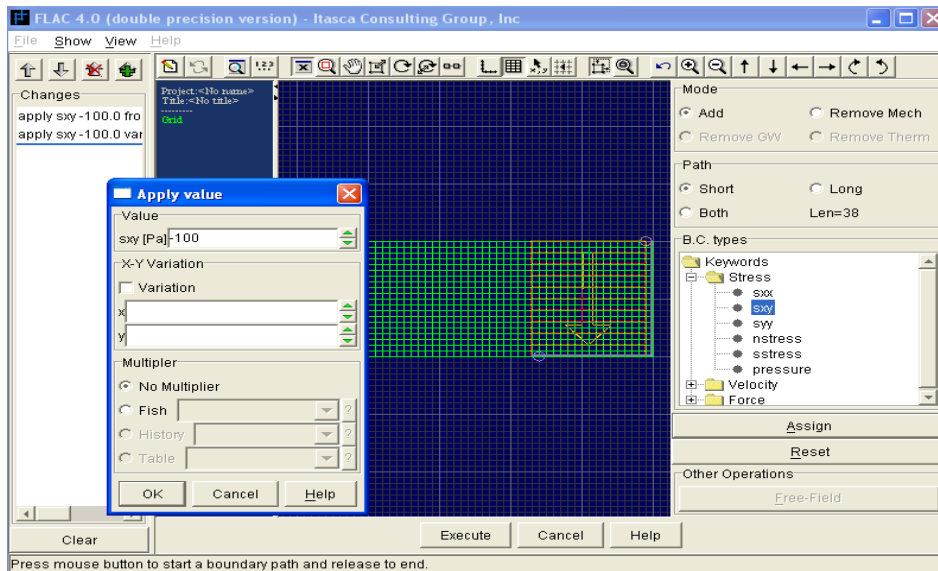 FLAC 4.0 (double precision version) - Itasca Consulting Group, Inc
File Show View Help
Changes
apply sxy -100.0 fro
apply sxy -100.0 var
Clear
Project:<No name>
Title:<No title>
Grid
Apply value
Value
sxy [Pa] -100
X-Y Variation
Variation
x
y
Multipler
No Multiplier
Fish ?
History ?
Table ?
OK Cancel Help
Mode
Add Remove Mech
Remove GW Remove Therm
Path
Short Long
Both Len=38
B.C. types
Keywords
Stress
sxx
sxy
syy
nstress
sstress
pressure
Velocity
Force
Assign
Reset
Other Operations
Free-Field
Execute Cancel Help
Press mouse button to start a boundary path and release to end.